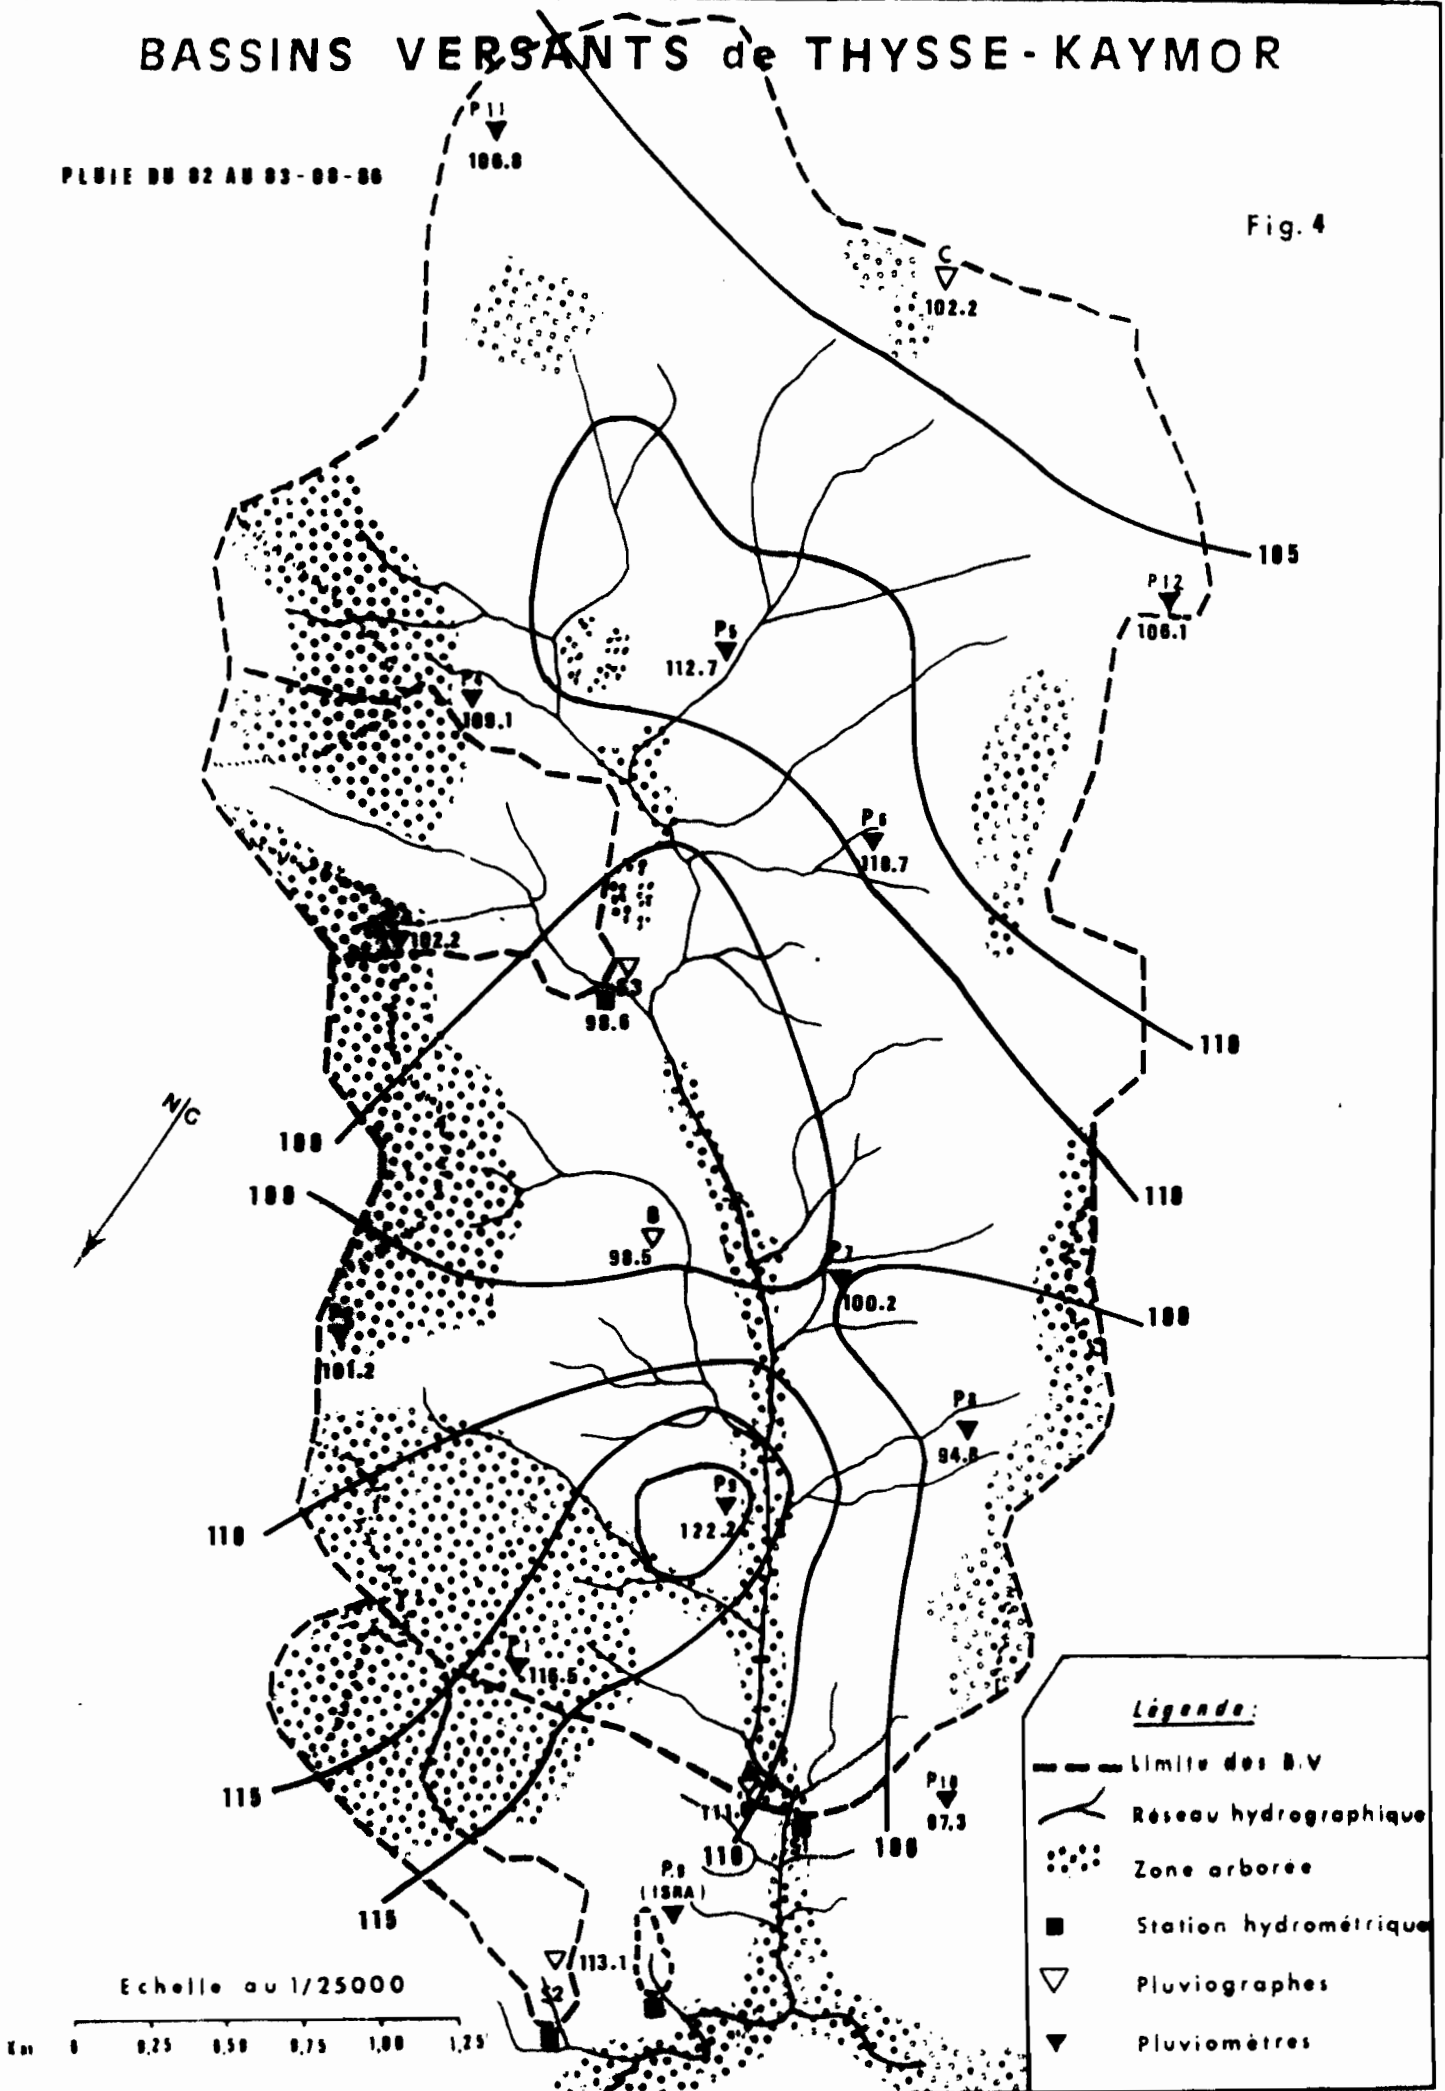 BASSINS VERSANTS de THYSSE-KAYMOR
P11
106.8
PLUIE DU 02 AU 03-08-86
Fig. 4
C
102.2
105
P12
106.1
P5
112.7
P4
109.1
P6
110.7
102.2
S3
98.6
110
N/G
100
100
110
B
98.5
P7
100.2
100
101.2
P8
94.8
110
P9
122.2
116.5
115
P10
97.3
110
100
S1
(ISRA)
115
113.1
S2
Echelle au 1/25000
Km 0 0,25 0,50 0,75 1,00 1,25
Légende:
Limite des B.V
Réseau hydrographique
Zone arborée
Station hydrométrique
Pluviographes
Pluviomètres